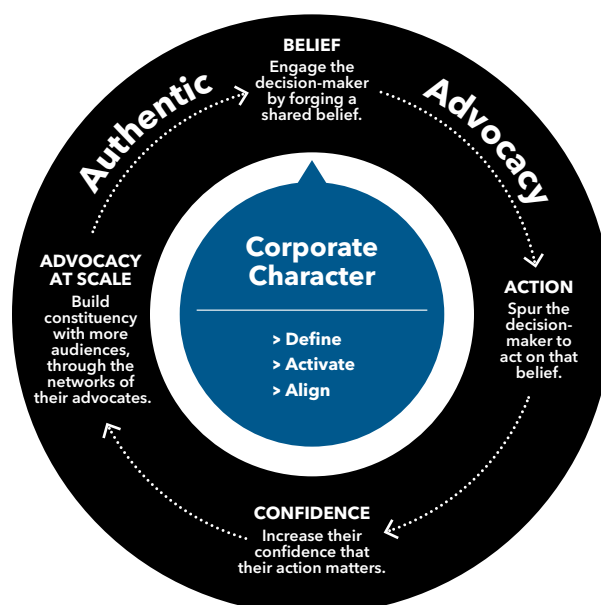 Authentic
Advocacy
BELIEF
Engage the
decision-maker
by forging a
shared belief.
ACTION
Spur the
decision-
maker to
act on that
belief.
CONFIDENCE
Increase their
confidence that
their action matters.
ADVOCACY
AT SCALE
Build
constituency
with more
audiences,
through the
networks of
their advocates.
Corporate
Character
> Define
> Activate
> Align